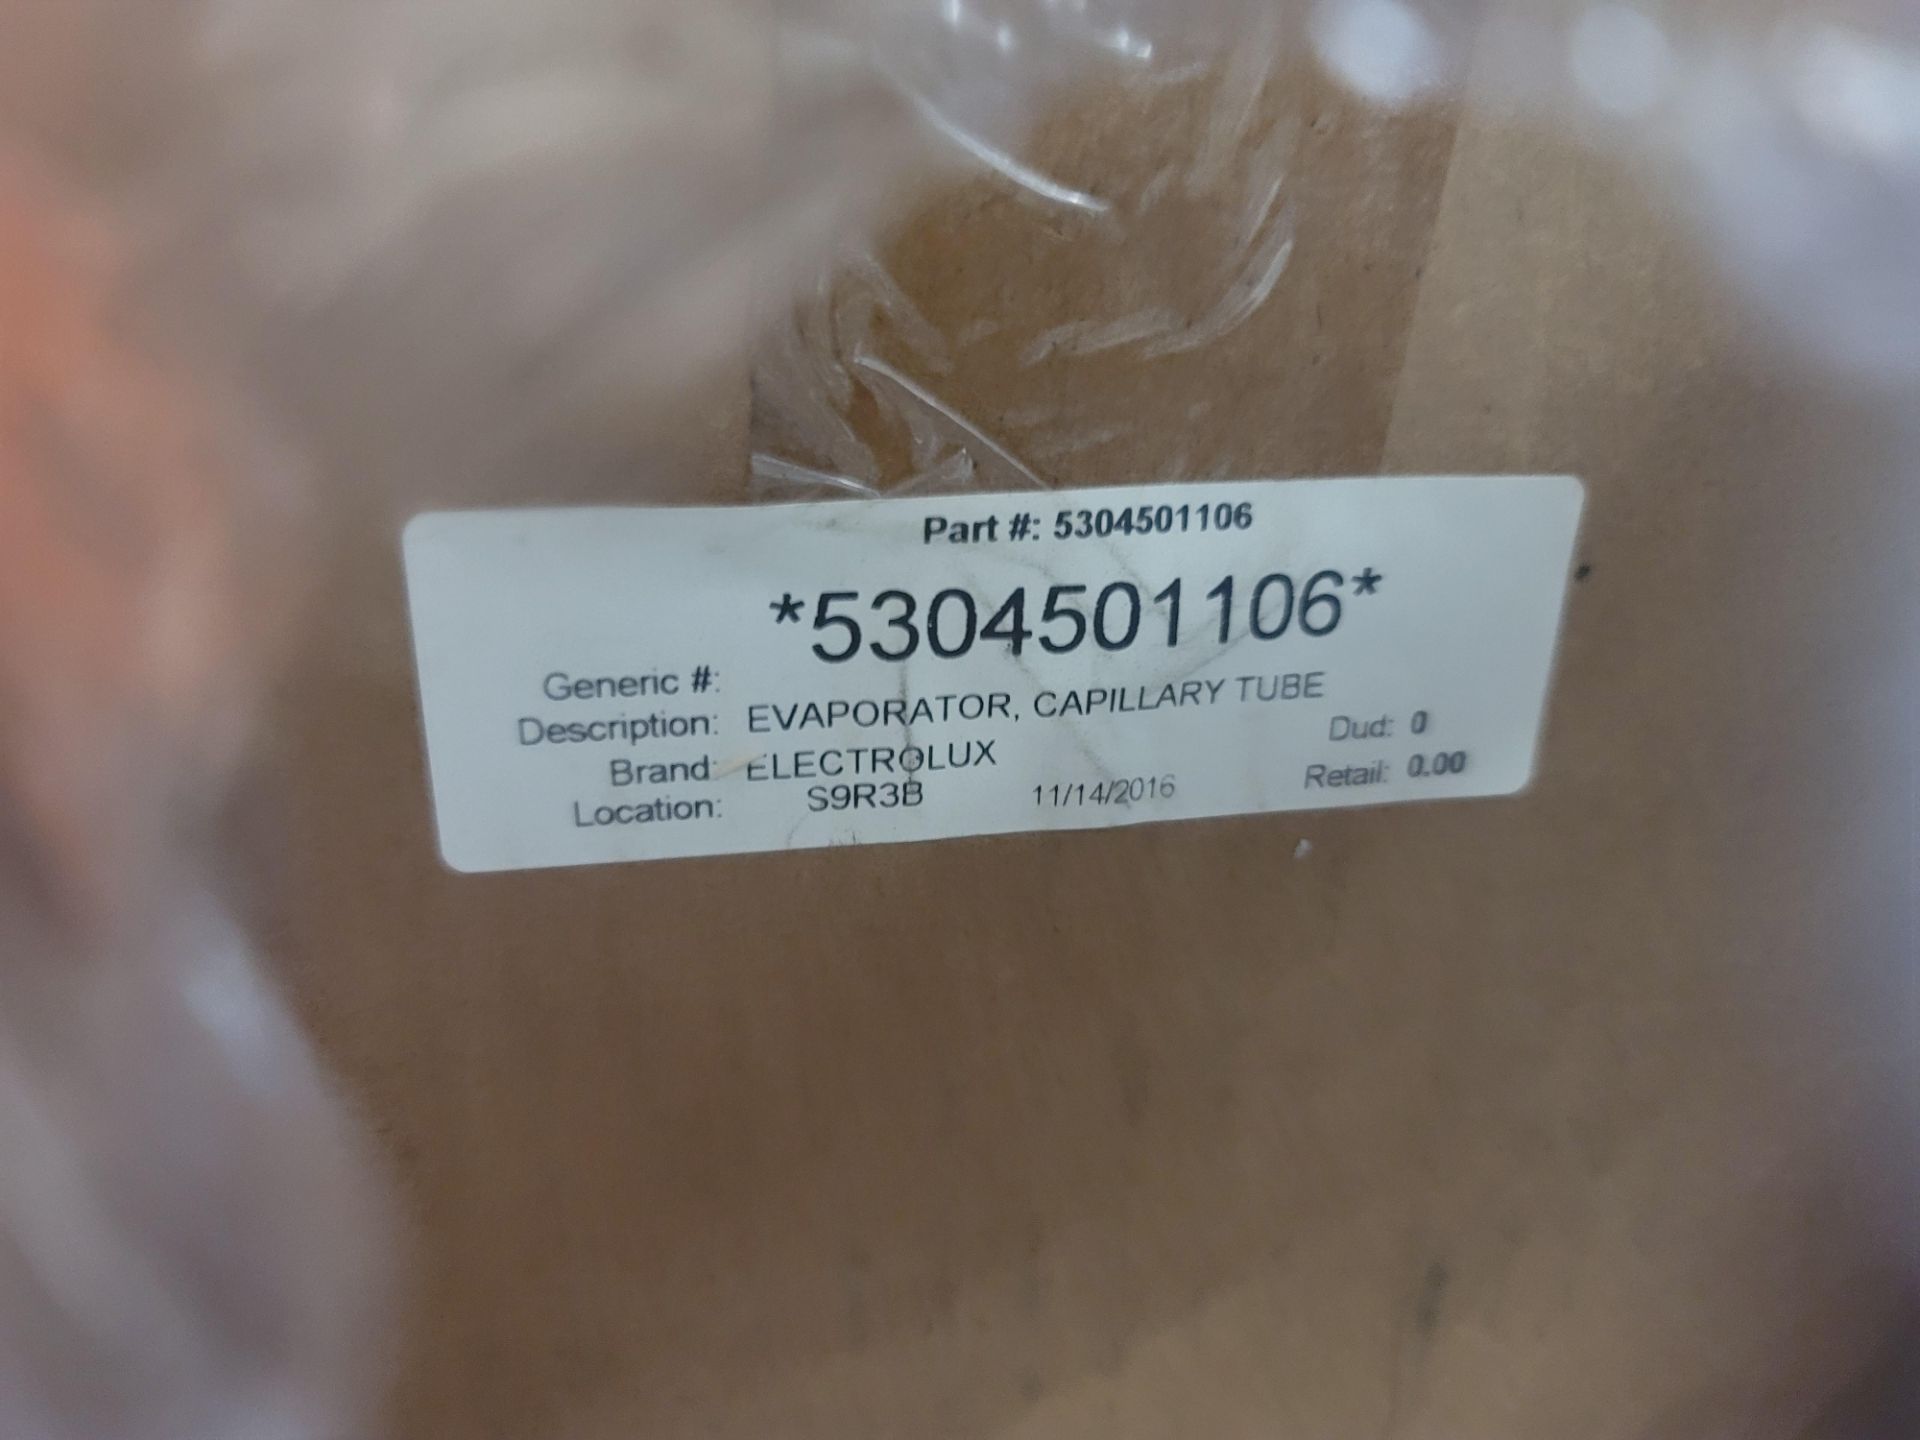 Part #: 5304501106
*5304501106*
Generic #:
Description: EVAPORATOR, CAPILLARY TUBE
Brand: ELECTROLUX Dud: 0
Location: S9R3B 11/14/2016 Retail: 0.00